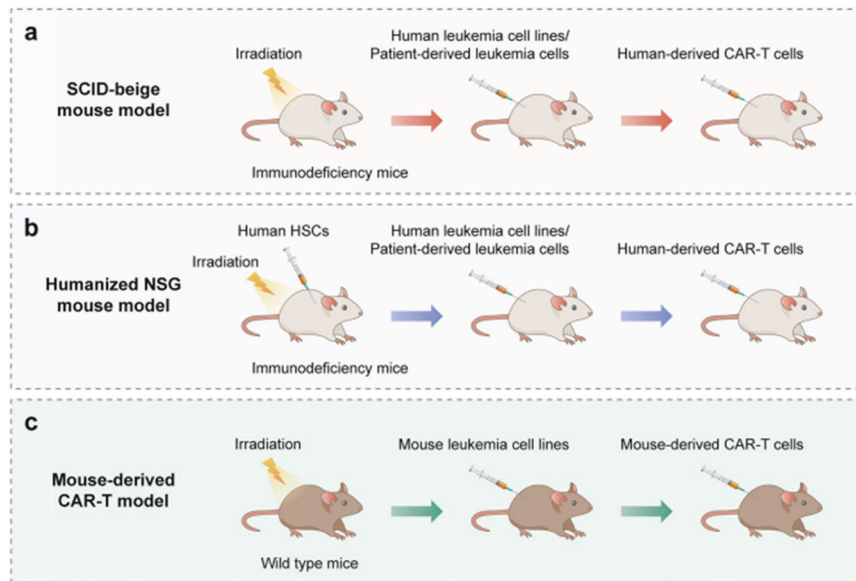 a
SCID-beige
mouse model
Irradiation
Immunodeficiency mice
Human leukemia cell lines/
Patient-derived leukemia cells
Human-derived CAR-T cells
b
Humanized NSG
mouse model
Human HSCs
Irradiation
Immunodeficiency mice
Human leukemia cell lines/
Patient-derived leukemia cells
Human-derived CAR-T cells
c
Mouse-derived
CAR-T model
Irradiation
Wild type mice
Mouse leukemia cell lines
Mouse-derived CAR-T cells